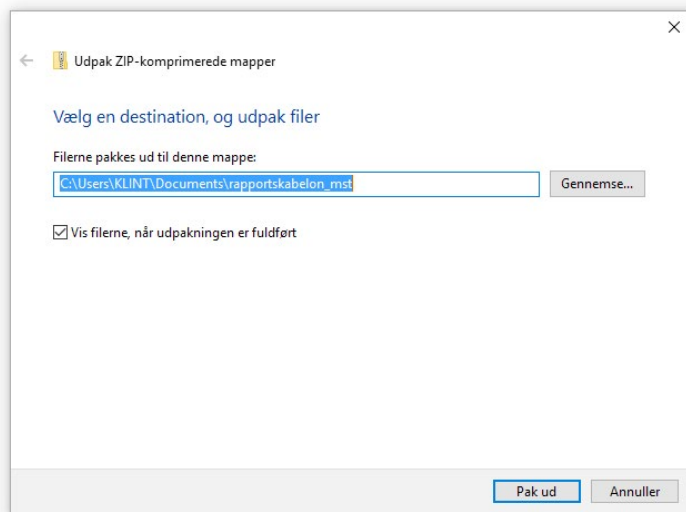 Udpak ZIP-komprimerede mapper
Vælg en destination, og udpak filer
Filerne pakkes ud til denne mappe:
C:\Users\KLINT\Documents\rapportskabelon_mst
Gennemse...
Vis filerne, når udpakningen er fuldført
Pak ud
Annuller